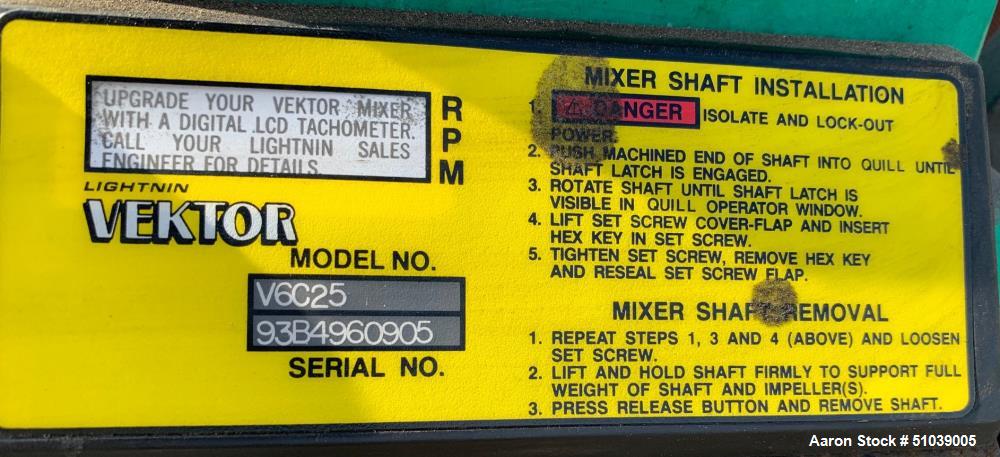 UPGRADE YOUR VEKTOR MIXER
WITH A DIGITAL LCD TACHOMETER.
CALL YOUR LIGHTNIN SALES
ENGINEER FOR DETAILS
RPM
LIGHTNIN
VEKTOR
MODEL NO.
V6C25
93B4960905
SERIAL NO.
MIXER SHAFT INSTALLATION
1. DANGER ISOLATE AND LOCK-OUT
POWER.
2. PUSH MACHINED END OF SHAFT INTO QUILL UNTIL
SHAFT LATCH IS ENGAGED.
3. ROTATE SHAFT UNTIL SHAFT LATCH IS
VISIBLE IN QUILL OPERATOR WINDOW.
4. LIFT SET SCREW COVER-FLAP AND INSERT
HEX KEY IN SET SCREW.
5. TIGHTEN SET SCREW, REMOVE HEX KEY
AND RESEAL SET SCREW FLAP.
MIXER SHAFT REMOVAL
1. REPEAT STEPS 1, 3 AND 4 (ABOVE) AND LOOSEN
SET SCREW.
2. LIFT AND HOLD SHAFT FIRMLY TO SUPPORT FULL
WEIGHT OF SHAFT AND IMPELLER(S).
3. PRESS RELEASE BUTTON AND REMOVE SHAFT.
Aaron Stock # 51039005